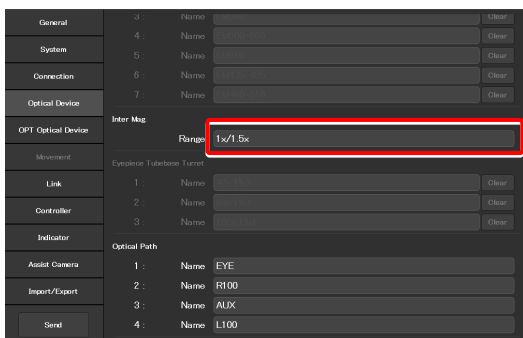 General
System
Connection
Optical Device
OPT Optical Device
Movement
Link
Controller
Indicator
Assist Camera
Import/Export
Send
3 : Name Clear
4 : Name Clear
5 : Name Clear
6 : Name Clear
7 : Name Clear
Inter Mag.
Range 1x/1.5x
Eyepiece Tubebase Turret
1 : Name Clear
2 : Name Clear
3 : Name Clear
Optical Path
1 : Name EYE
2 : Name R100
3 : Name AUX
4 : Name L100